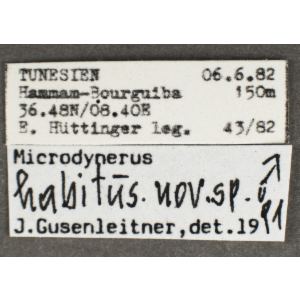 TUNESIEN 06.6.82
Hammam-Bourguiba 150m
36.48N/08.40E
E. Hüttinger leg. 43/82
Microdynerus ♂
habitus. nov. sp.
J.Gusenleitner,det.1991